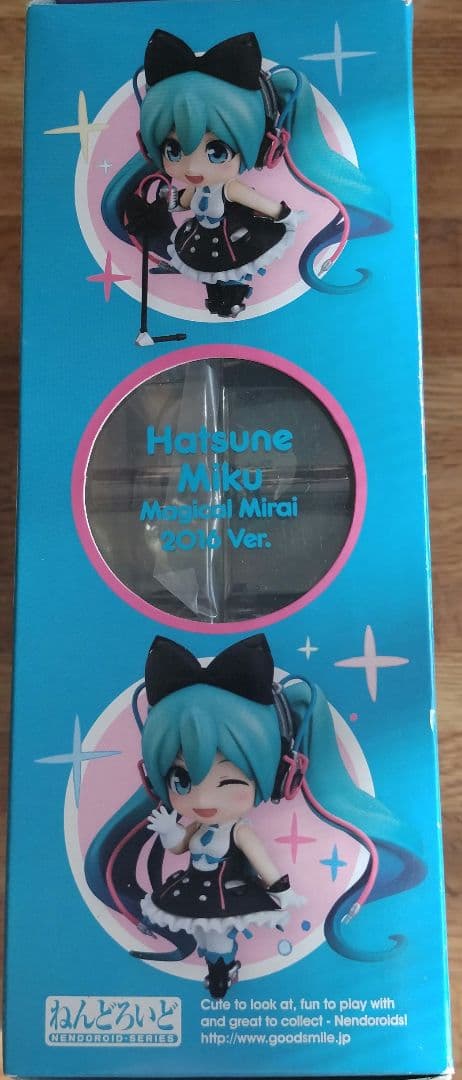 Hatsune
Miku
Magical Mirai
2016 Ver.
ねんどろいど
NENDOROID-SERIES
Cute to look at, fun to play with
and great to collect - Nendoroids!
http://www.goodsmile.jp